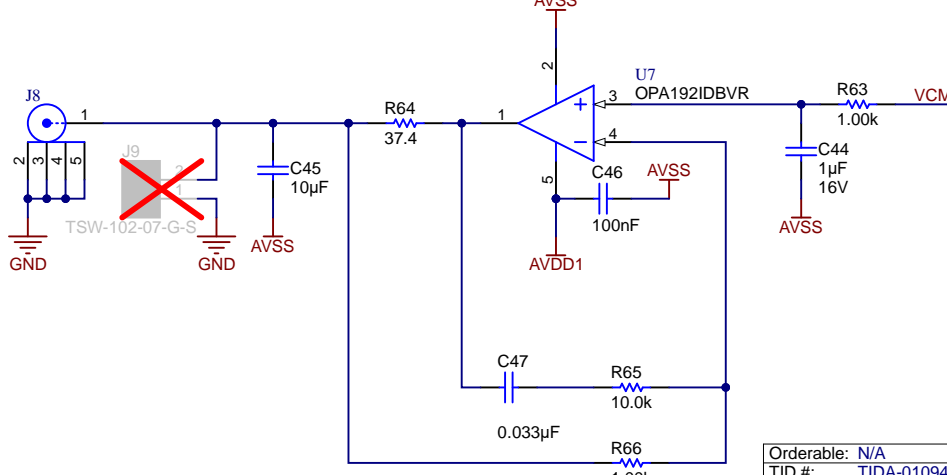 AVSS
J8
1
2
3
4
5
J9
2
1
TSW-102-07-G-S
GND
GND
C45
10µF
AVSS
R64
37.4
1
2
U7
OPA192IDBVR
3
4
5
C46
100nF
AVSS
AVDD1
R63
1.00k
VCM
C44
1µF
16V
AVSS
C47
0.033µF
R65
10.0k
R66
Orderable: N/A
TID #: TIDA-01094